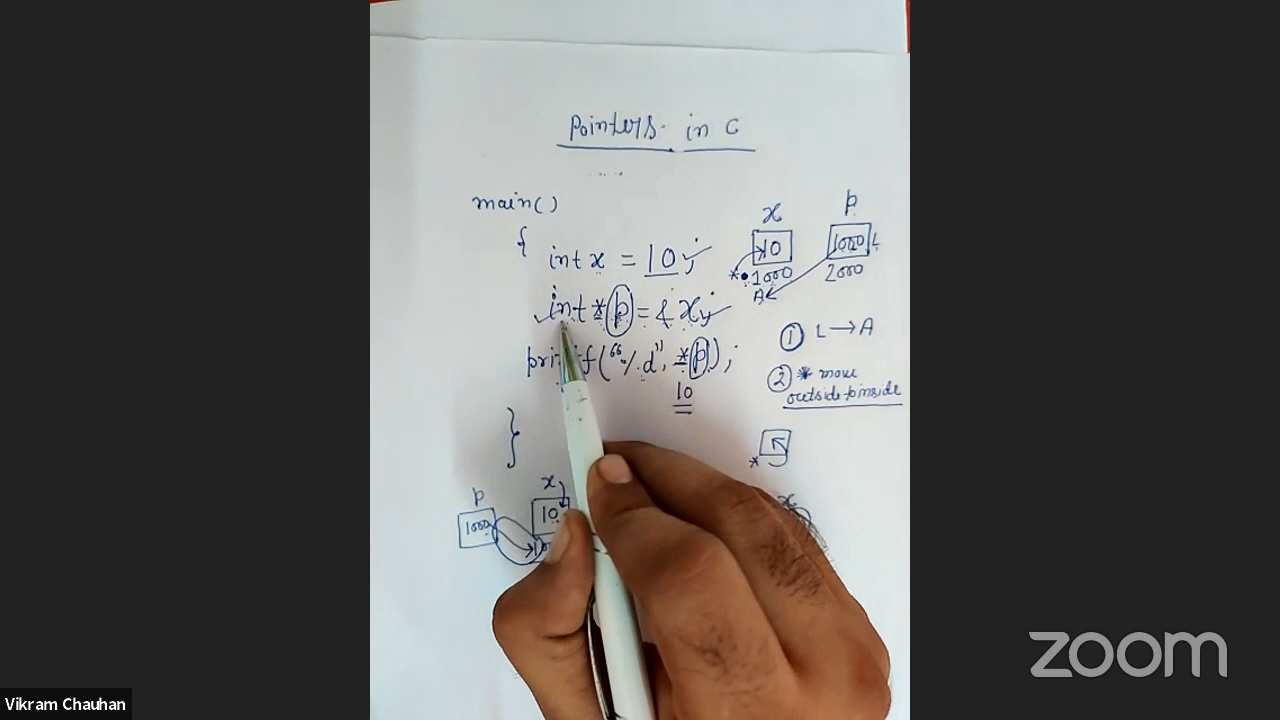 Pointers in C
main()
{
int x = 10;
x
p
10
1000
L
* 1000
2000
A
int *p = &x;
1 L → A
printf("%d", *p);
2 * move
outside to inside
10
}
*
p
x
x
1000
10
zoom
Vikram Chauhan